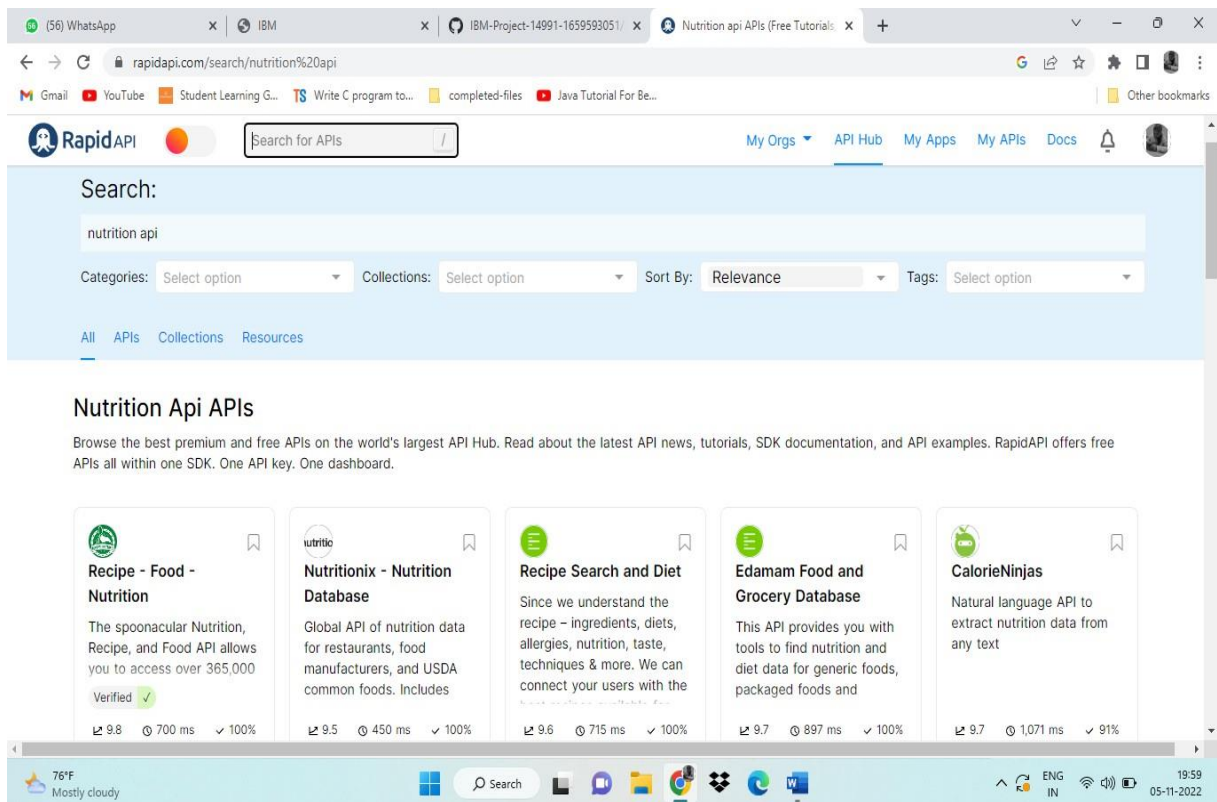 56 (56) WhatsApp IBM IBM-Project-14991-1659593051/ Nutrition api APIs (Free Tutorials
rapidapi.com/search/nutrition%20api
Gmail YouTube Student Learning G... TS Write C program to... completed-files Java Tutorial For Be... Other bookmarks
Rapid API Search for APIs / My Orgs API Hub My Apps My APIs Docs
Search:
nutrition api
Categories: Select option Collections: Select option Sort By: Relevance Tags: Select option
All APIs Collections Resources
Nutrition Api APIs
Browse the best premium and free APIs on the world's largest API Hub. Read about the latest API news, tutorials, SDK documentation, and API examples. RapidAPI offers free
APIs all within one SDK. One API key. One dashboard.
Recipe - Food -
Nutrition
The spoonacular Nutrition,
Recipe, and Food API allows
you to access over 365,000
Verified ✓
9.8 700 ms ✓ 100%
utritio
Nutritionix - Nutrition
Database
Global API of nutrition data
for restaurants, food
manufacturers, and USDA
common foods. Includes
9.5 450 ms ✓ 100%
Recipe Search and Diet
Since we understand the
recipe – ingredients, diets,
allergies, nutrition, taste,
techniques & more. We can
connect your users with the
9.6 715 ms ✓ 100%
Edamam Food and
Grocery Database
This API provides you with
tools to find nutrition and
diet data for generic foods,
packaged foods and
9.7 897 ms ✓ 100%
CalorieNinjas
Natural language API to
extract nutrition data from
any text
9.7 1,071 ms ✓ 91%
76°F
Mostly cloudy
Search
ENG
IN
19:59
05-11-2022